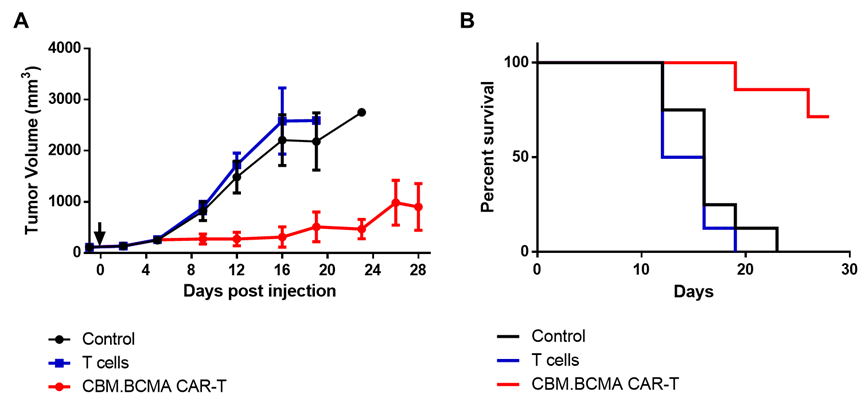 A
Tumor Volume (mm³)
4000
3000
2000
1000
0
0 4 8 12 16 20 24 28
Days post injection
Control
T cells
CBM.BCMA CAR-T
B
Percent survival
100
50
0
0 10 20 30
Days
Control
T cells
CBM.BCMA CAR-T